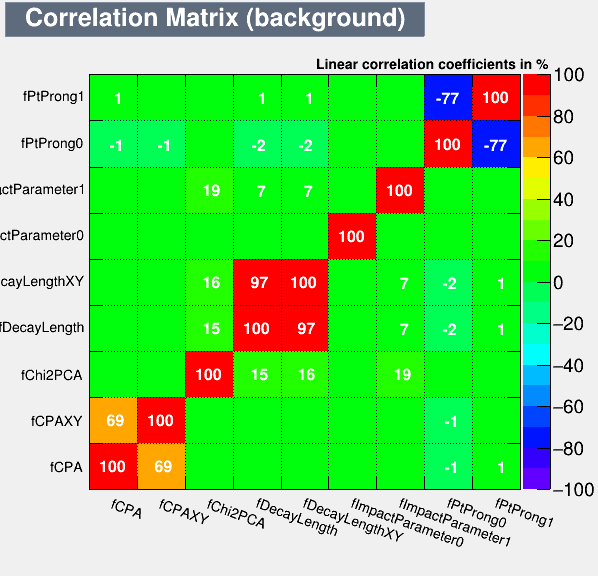 Correlation Matrix (background)
Linear correlation coefficients in %
fPtProng1 1 1 1 -77 100
fPtProng0 -1 -1 -2 -2 100 -77
actParameter1 19 7 7 100
ctParameter0 100
cayLengthXY 16 97 100 7 -2 1
fDecayLength 15 100 97 7 -2 1
fChi2PCA 100 15 16 19
fCPAXY 69 100 -1
fCPA 100 69 -1 1
fCPA fCPAXY fChi2PCA fDecayLength fDecayLengthXY fImpactParameter0 fImpactParameter1 fPtProng0 fPtProng1
100
80
60
40
20
0
−20
−40
−60
−80
−100